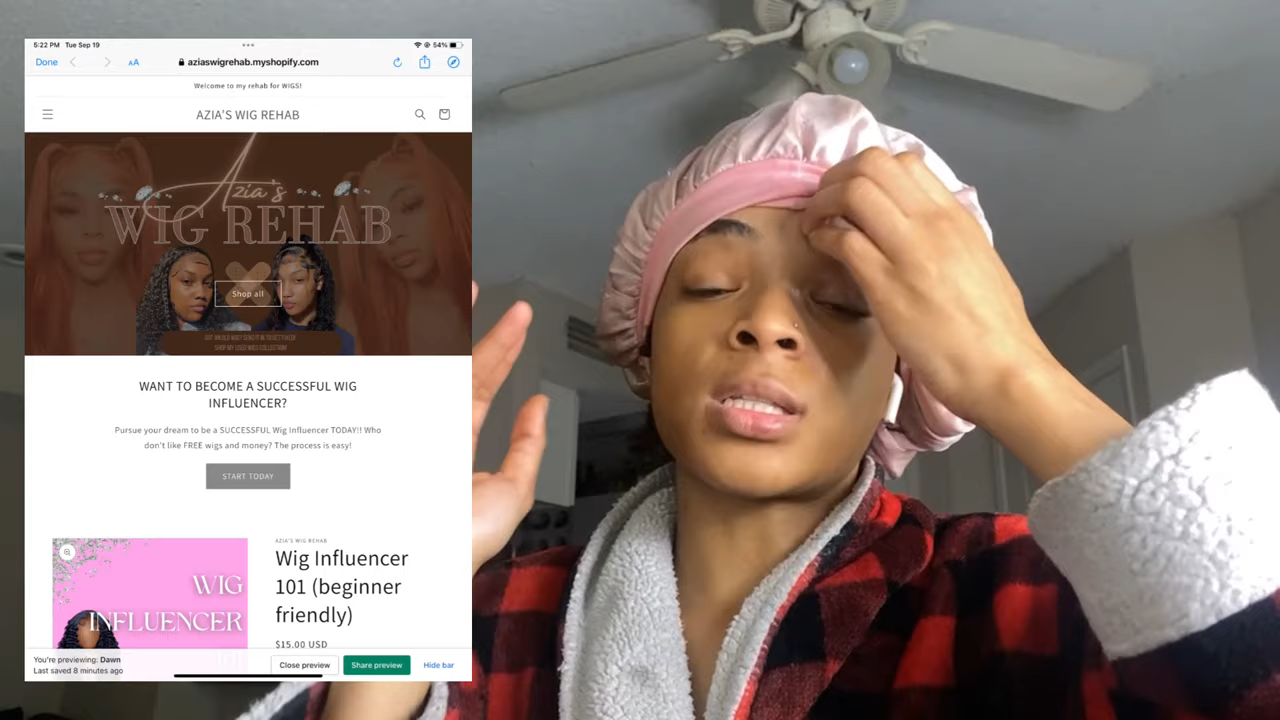 5:22 PM Tue Sep 19
54%
Done
AA
aziaswigrehab.myshopify.com
Welcome to my rehab for WIGS!
AZIA'S WIG REHAB
Azia's
WIG REHAB
Shop all
WANT TO BECOME A SUCCESSFUL WIG
INFLUENCER?
Pursue your dream to be a SUCCESSFUL Wig Influencer TODAY!! Who
don't like FREE wigs and money? The process is easy!
START TODAY
WIG
INFLUENCER
AZIA'S WIG REHAB
Wig Influencer
101 (beginner
friendly)
$15.00 USD
You're previewing: Dawn
Last saved 8 minutes ago
Close preview
Share preview
Hide bar